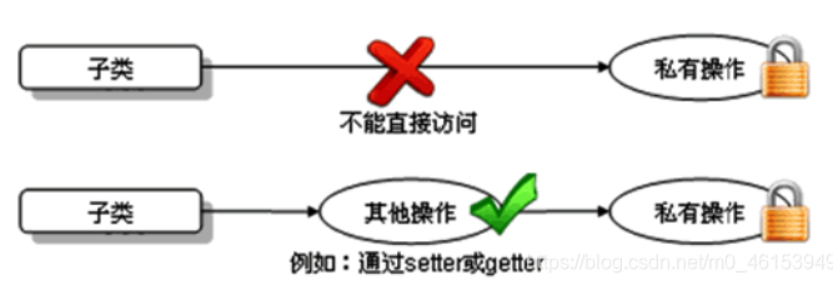 子类
私有操作
不能直接访问
子类
其他操作
私有操作
例如：通过setter或getter
https://blog.csdn.net/m0_46153949